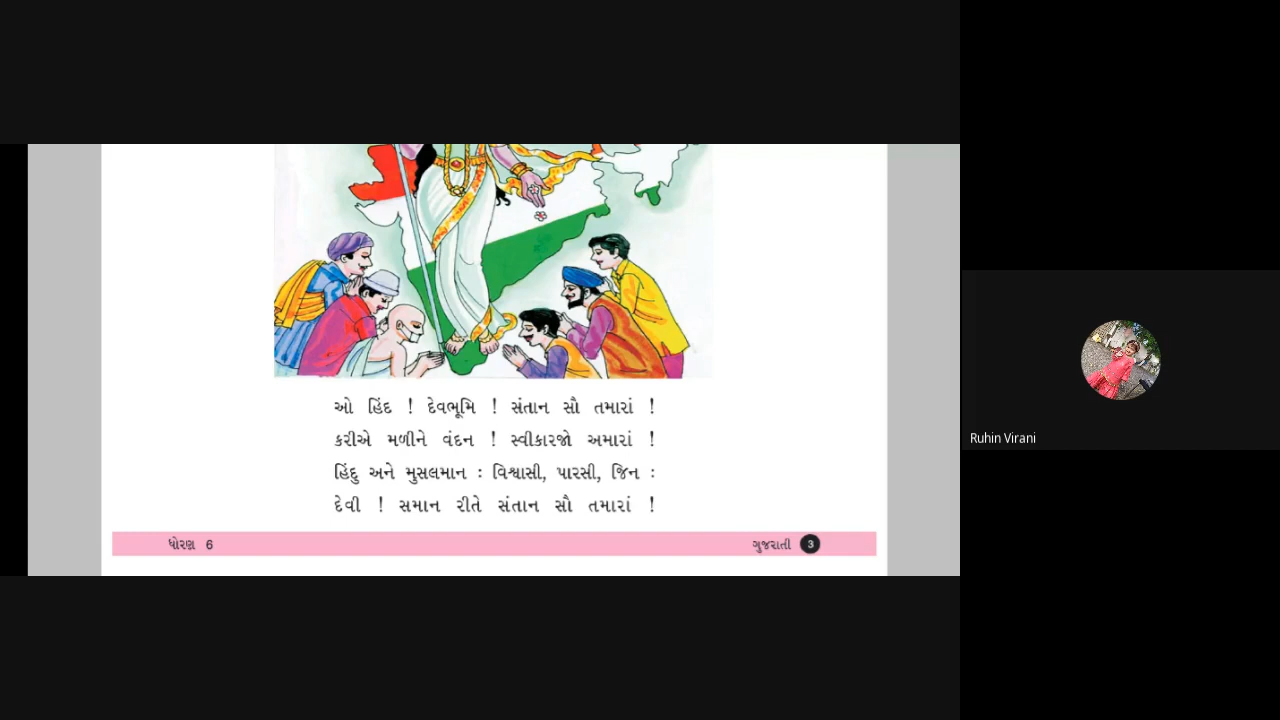 ઓ હિંદ ! દેવભૂમિ ! સંતાન સૌ તમારાં !
કરીએ મળીને વંદન ! સ્વીકારજો અમારાં !
હિંદુ અને મુસલમાન : વિશ્વાસી, પારસી, જિન :
દેવી ! સમાન રીતે સંતાન સૌ તમારાં !
ધોરણ 6
ગુજરાતી 3
Ruhin Virani